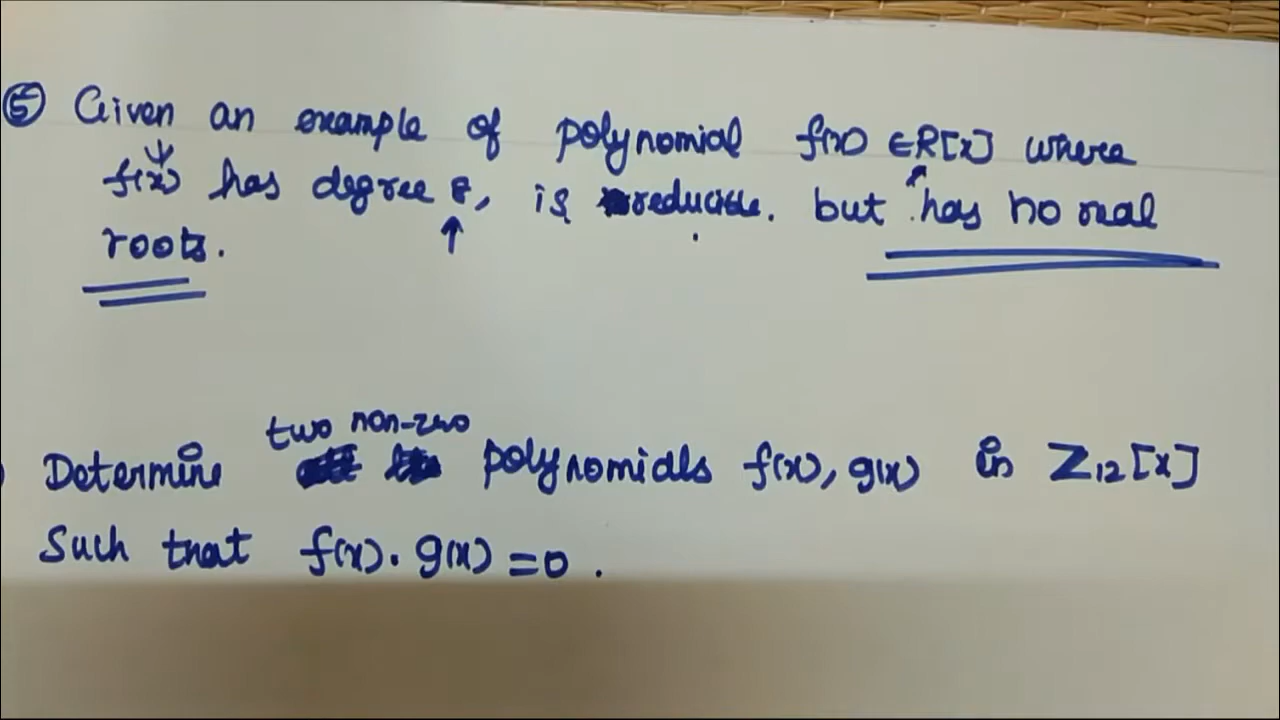 ⑤ Given an example of polynomial f(x) ∈ R[x] where
f(x) has degree 8, is reducible. but has no real
roots.
two non-zero
Determine polynomials f(x), g(x) in Z₁₂[x]
Such that f(x). g(x) = 0 .